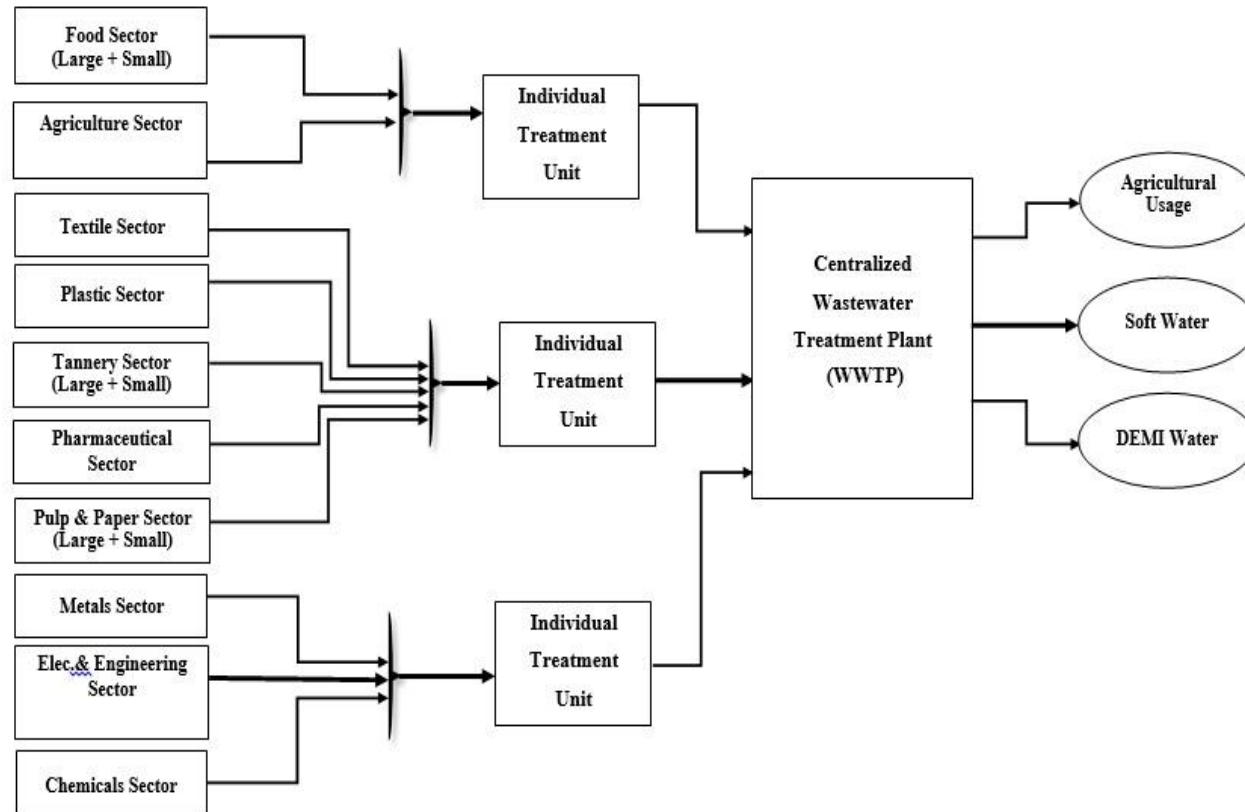 Food Sector
(Large + Small)
Agriculture Sector
Textile Sector
Plastic Sector
Tannery Sector
(Large + Small)
Pharmaceutical
Sector
Pulp & Paper Sector
(Large + Small)
Metals Sector
Elec.& Engineering
Sector
Chemicals Sector
Individual
Treatment
Unit
Individual
Treatment
Unit
Individual
Treatment
Unit
Centralized
Wastewater
Treatment Plant
(WWTP)
Agricultural
Usage
Soft Water
DEMI Water